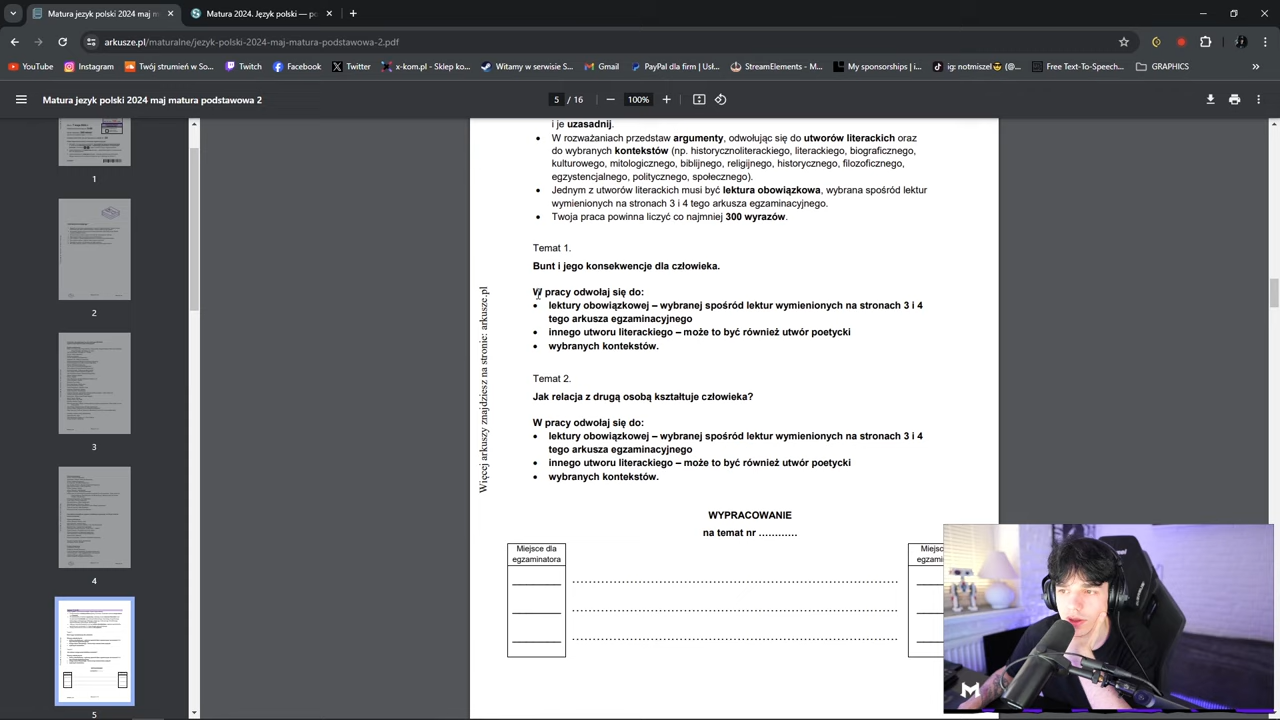 Matura 2024 maj język polski m
Matura 2024. Język polski — pc
arkusze.pl/maturalne/jezyk-polski-2024-maj-matura-podstawowa-2.pdf
YouTube
Instagram
Twój strumień w So...
Twitch
Facebook
Twixter
x-kompl - Sklep ko...
Gmail
PayPal dla firm | Usł...
StreamElements - M...
My sponsorships | i...
ig: notmiszel (@...
Free Text-To-Speech...
GRAPHICS
Matura jezyk polski 2024 maj matura podstawowa 2
5 / 16
100%
1
2
3
4
5
i je uzasadnij.
• W rozważaniach przedstaw argumenty, odwołując się do utworów literackich oraz
do wybranych kontekstów (np. historycznoliterackiego, literackiego, biograficznego,
kulturowego, mitologicznego, biblijnego, religijnego, historycznego, filozoficznego,
egzystencjalnego, politycznego, społecznego).
• Jednym z utworów literackich musi być lektura obowiązkowa, wybrana spośród lektur
wymienionych na stronach 3 i 4 tego arkusza egzaminacyjnego.
• Twoja praca powinna liczyć co najmniej 300 wyrazów.
Temat 1.
Bunt i jego konsekwencje dla człowieka.
W pracy odwołaj się do:
• lektury obowiązkowej – wybranej spośród lektur wymienionych na stronach 3 i 4
tego arkusza egzaminacyjnego
• innego utworu literackiego – może to być również utwór poetycki
• wybranych kontekstów.
Temat 2.
Jak relacja z drugą osobą kształtuje człowieka?
W pracy odwołaj się do:
• lektury obowiązkowej – wybranej spośród lektur wymienionych na stronach 3 i 4
tego arkusza egzaminacyjnego
• innego utworu literackiego – może to być również utwór poetycki
• wybranych kontekstów.
Więcej arkuszy znajdziesz na stronie: arkusze.pl
WYPRACOWANIE
na temat nr ...........
Miejsce dla
egzaminatora
Miejsc
egzami